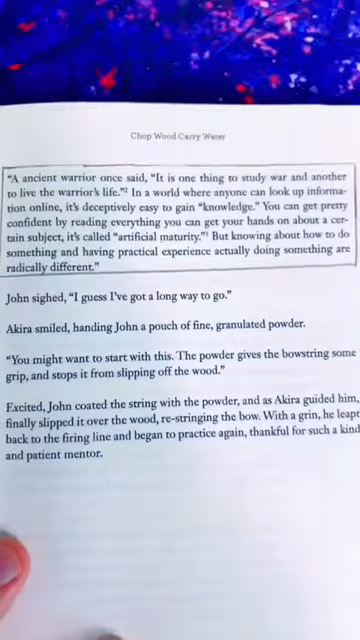 Chop Wood Carry Water
"A ancient warrior once said, "It is one thing to study war and another
to live the warrior's life."² In a world where anyone can look up informa-
tion online, it's deceptively easy to gain "knowledge." You can get pretty
confident by reading everything you can get your hands on about a cer-
tain subject, it's called "artificial maturity."³ But knowing about how to do
something and having practical experience actually doing something are
radically different."
John sighed, "I guess I've got a long way to go."
Akira smiled, handing John a pouch of fine, granulated powder.
"You might want to start with this. The powder gives the bowstring some
grip, and stops it from slipping off the wood."
Excited, John coated the string with the powder, and as Akira guided him,
finally slipped it over the wood, re-stringing the bow. With a grin, he leapt
back to the firing line and began to practice again, thankful for such a kind
and patient mentor.